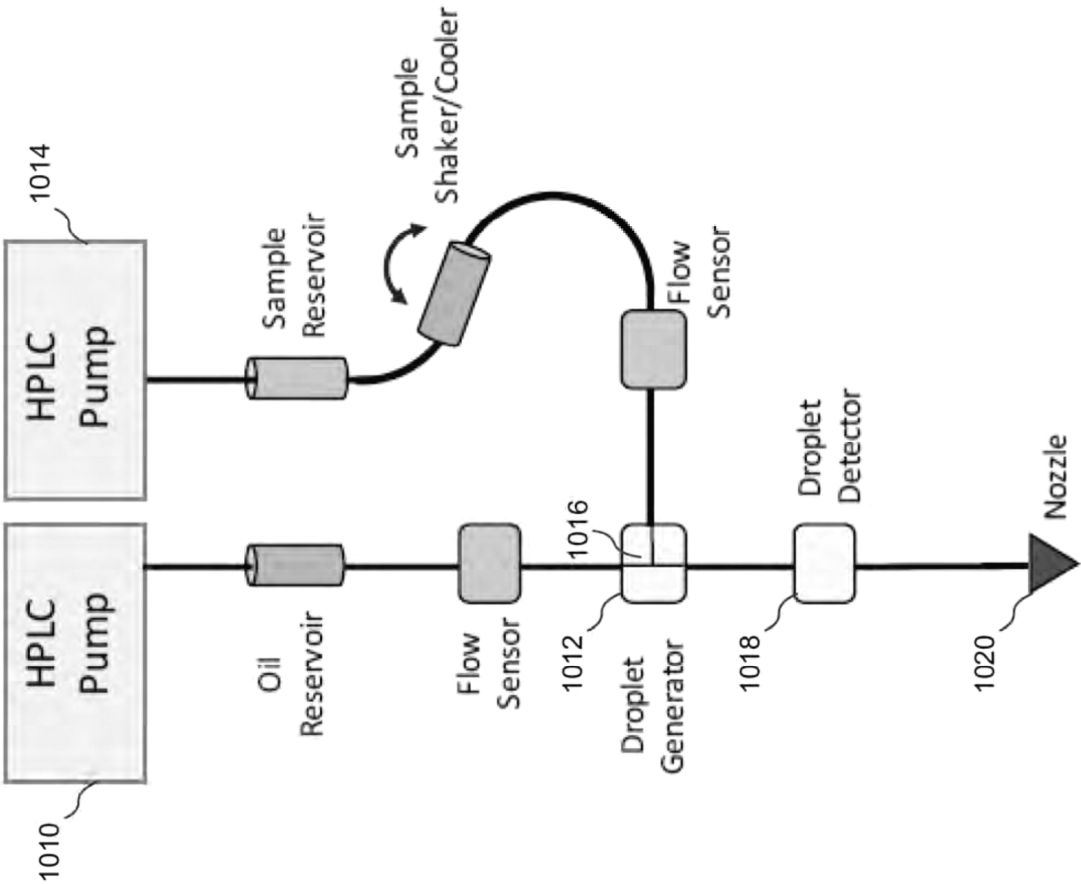 1010
HPLC
Pump
HPLC
Pump
1014
Oil
Reservoir
Sample
Reservoir
Sample
Shaker/Cooler
Flow
Sensor
Flow
Sensor
1012
Droplet
Generator
1016
1018
Droplet
Detector
1020
Nozzle